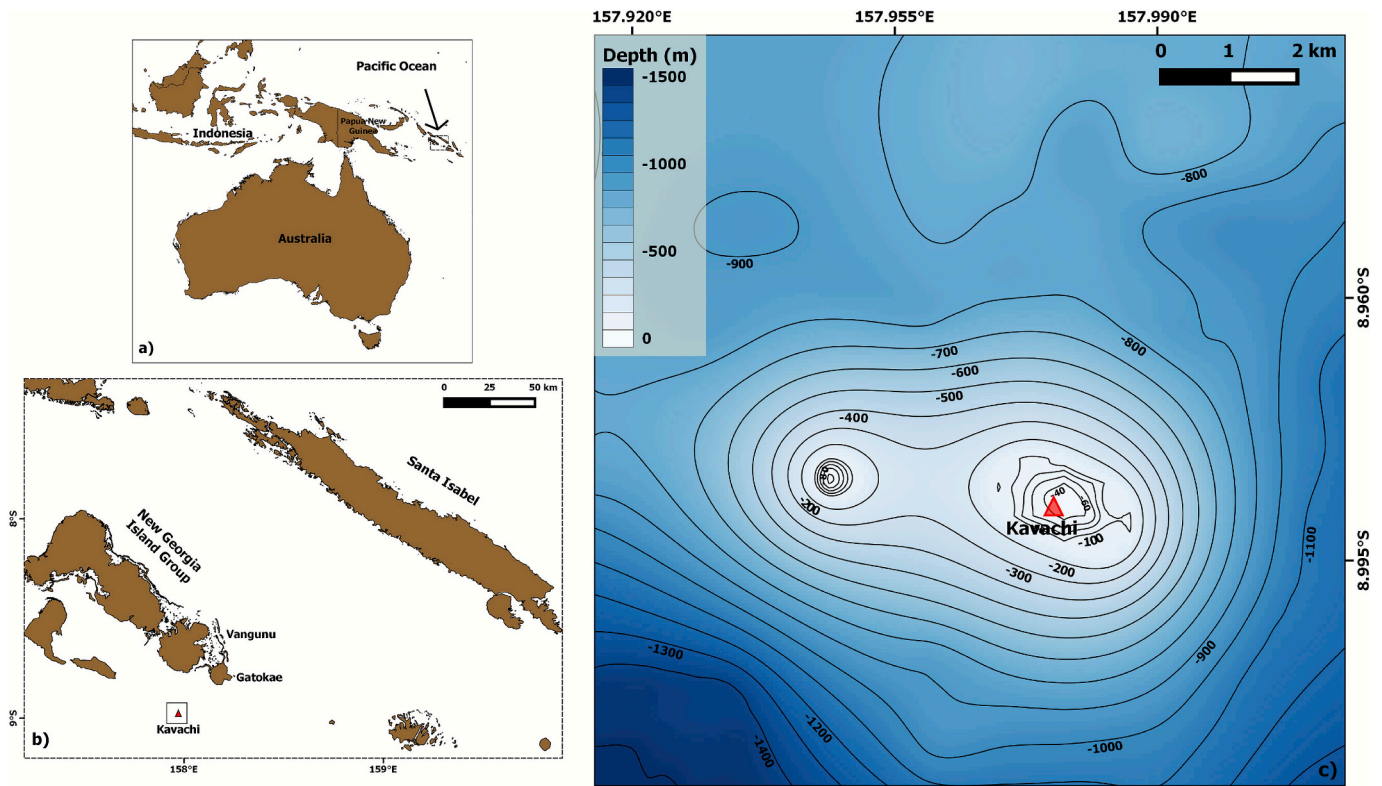 Pacific Ocean
Indonesia
Papua New
Guinea
Australia
a)
0 25 50 km
Santa Isabel
New Georgia
Island Group
Vangunu
Gatokae
Kavachi
8°S
9°S
b)
158°E
159°E
157.920°E
157.955°E
157.990°E
Depth (m)
-1500
-1000
-500
0
0 1 2 km
-800
-900
8.960°S
-700
-800
-600
-500
-400
-80
-200
-40
-60
Kavachi
-100
-200
-300
-1100
8.995°S
-900
-1300
-1200
-1000
-1400
c)